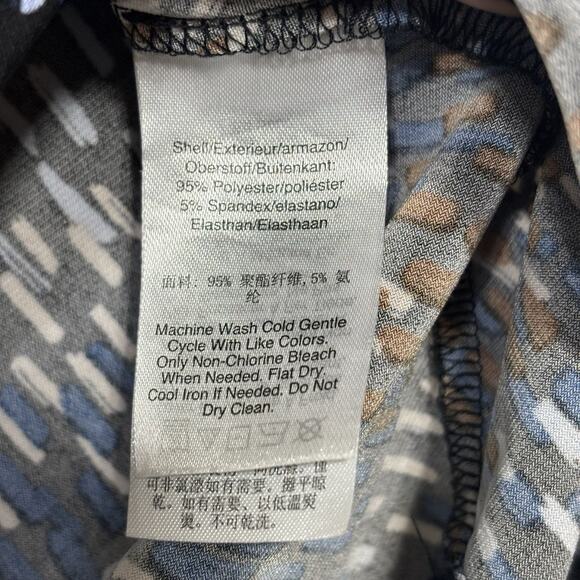 Shell/Exterieur/armazon/
Oberstoff/Buitenkant:
95% Polyester/poliéster
5% Spandex/elastano/
Elasthan/Elasthaan
面料: 95% 聚酯纤维,5% 氨
纶
Machine Wash Cold Gentle
Cycle With Like Colors.
Only Non-Chlorine Bleach
When Needed. Flat Dry.
Cool Iron If Needed. Do Not
Dry Clean.
可非氯漂如有需要、攤平晾
乾。如有需要、以低溫熨
燙。不可乾洗。